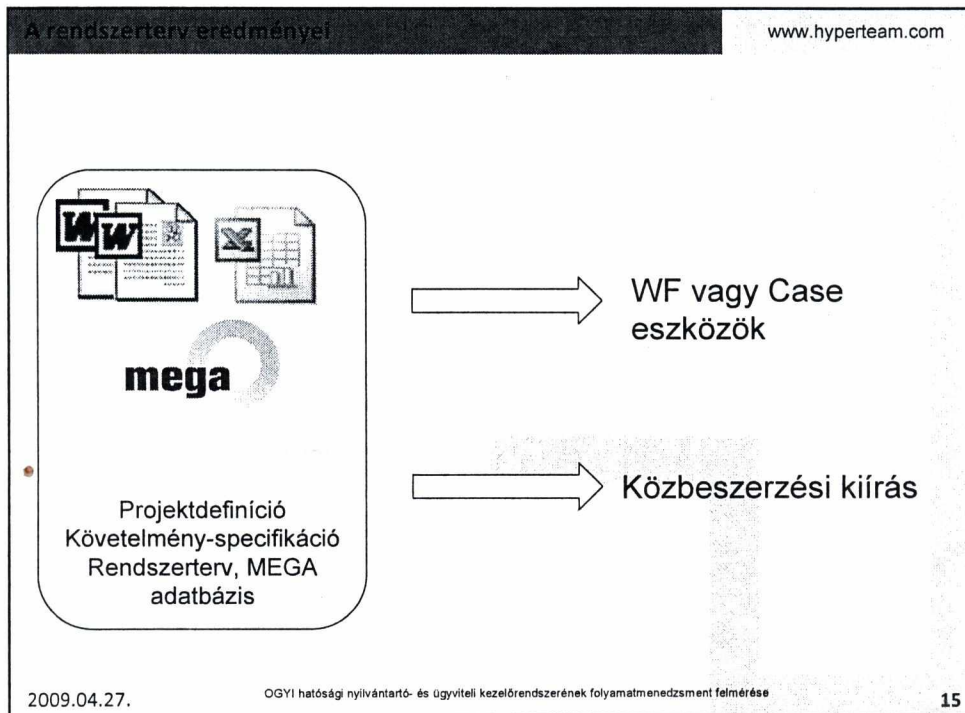 A rendszerterv eredményei
www.hyperteam.com
W
W
X
mega
Projektdefiníció
Követelmény-specifikáció
Rendszerterv, MEGA
adatbázis
WF vagy Case
eszközök
Közbeszerzési kiírás
2009.04.27.
OGYI hatósági nyilvántartó- és ügyviteli kezelőrendszerének folyamatmenedzsment felmérése
15